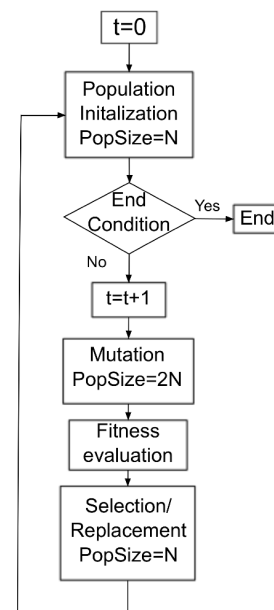 t=0
Population
Initalization
PopSize=N
End
Condition
Yes
End
No
t=t+1
Mutation
PopSize=2N
Fitness
evaluation
Selection/
Replacement
PopSize=N